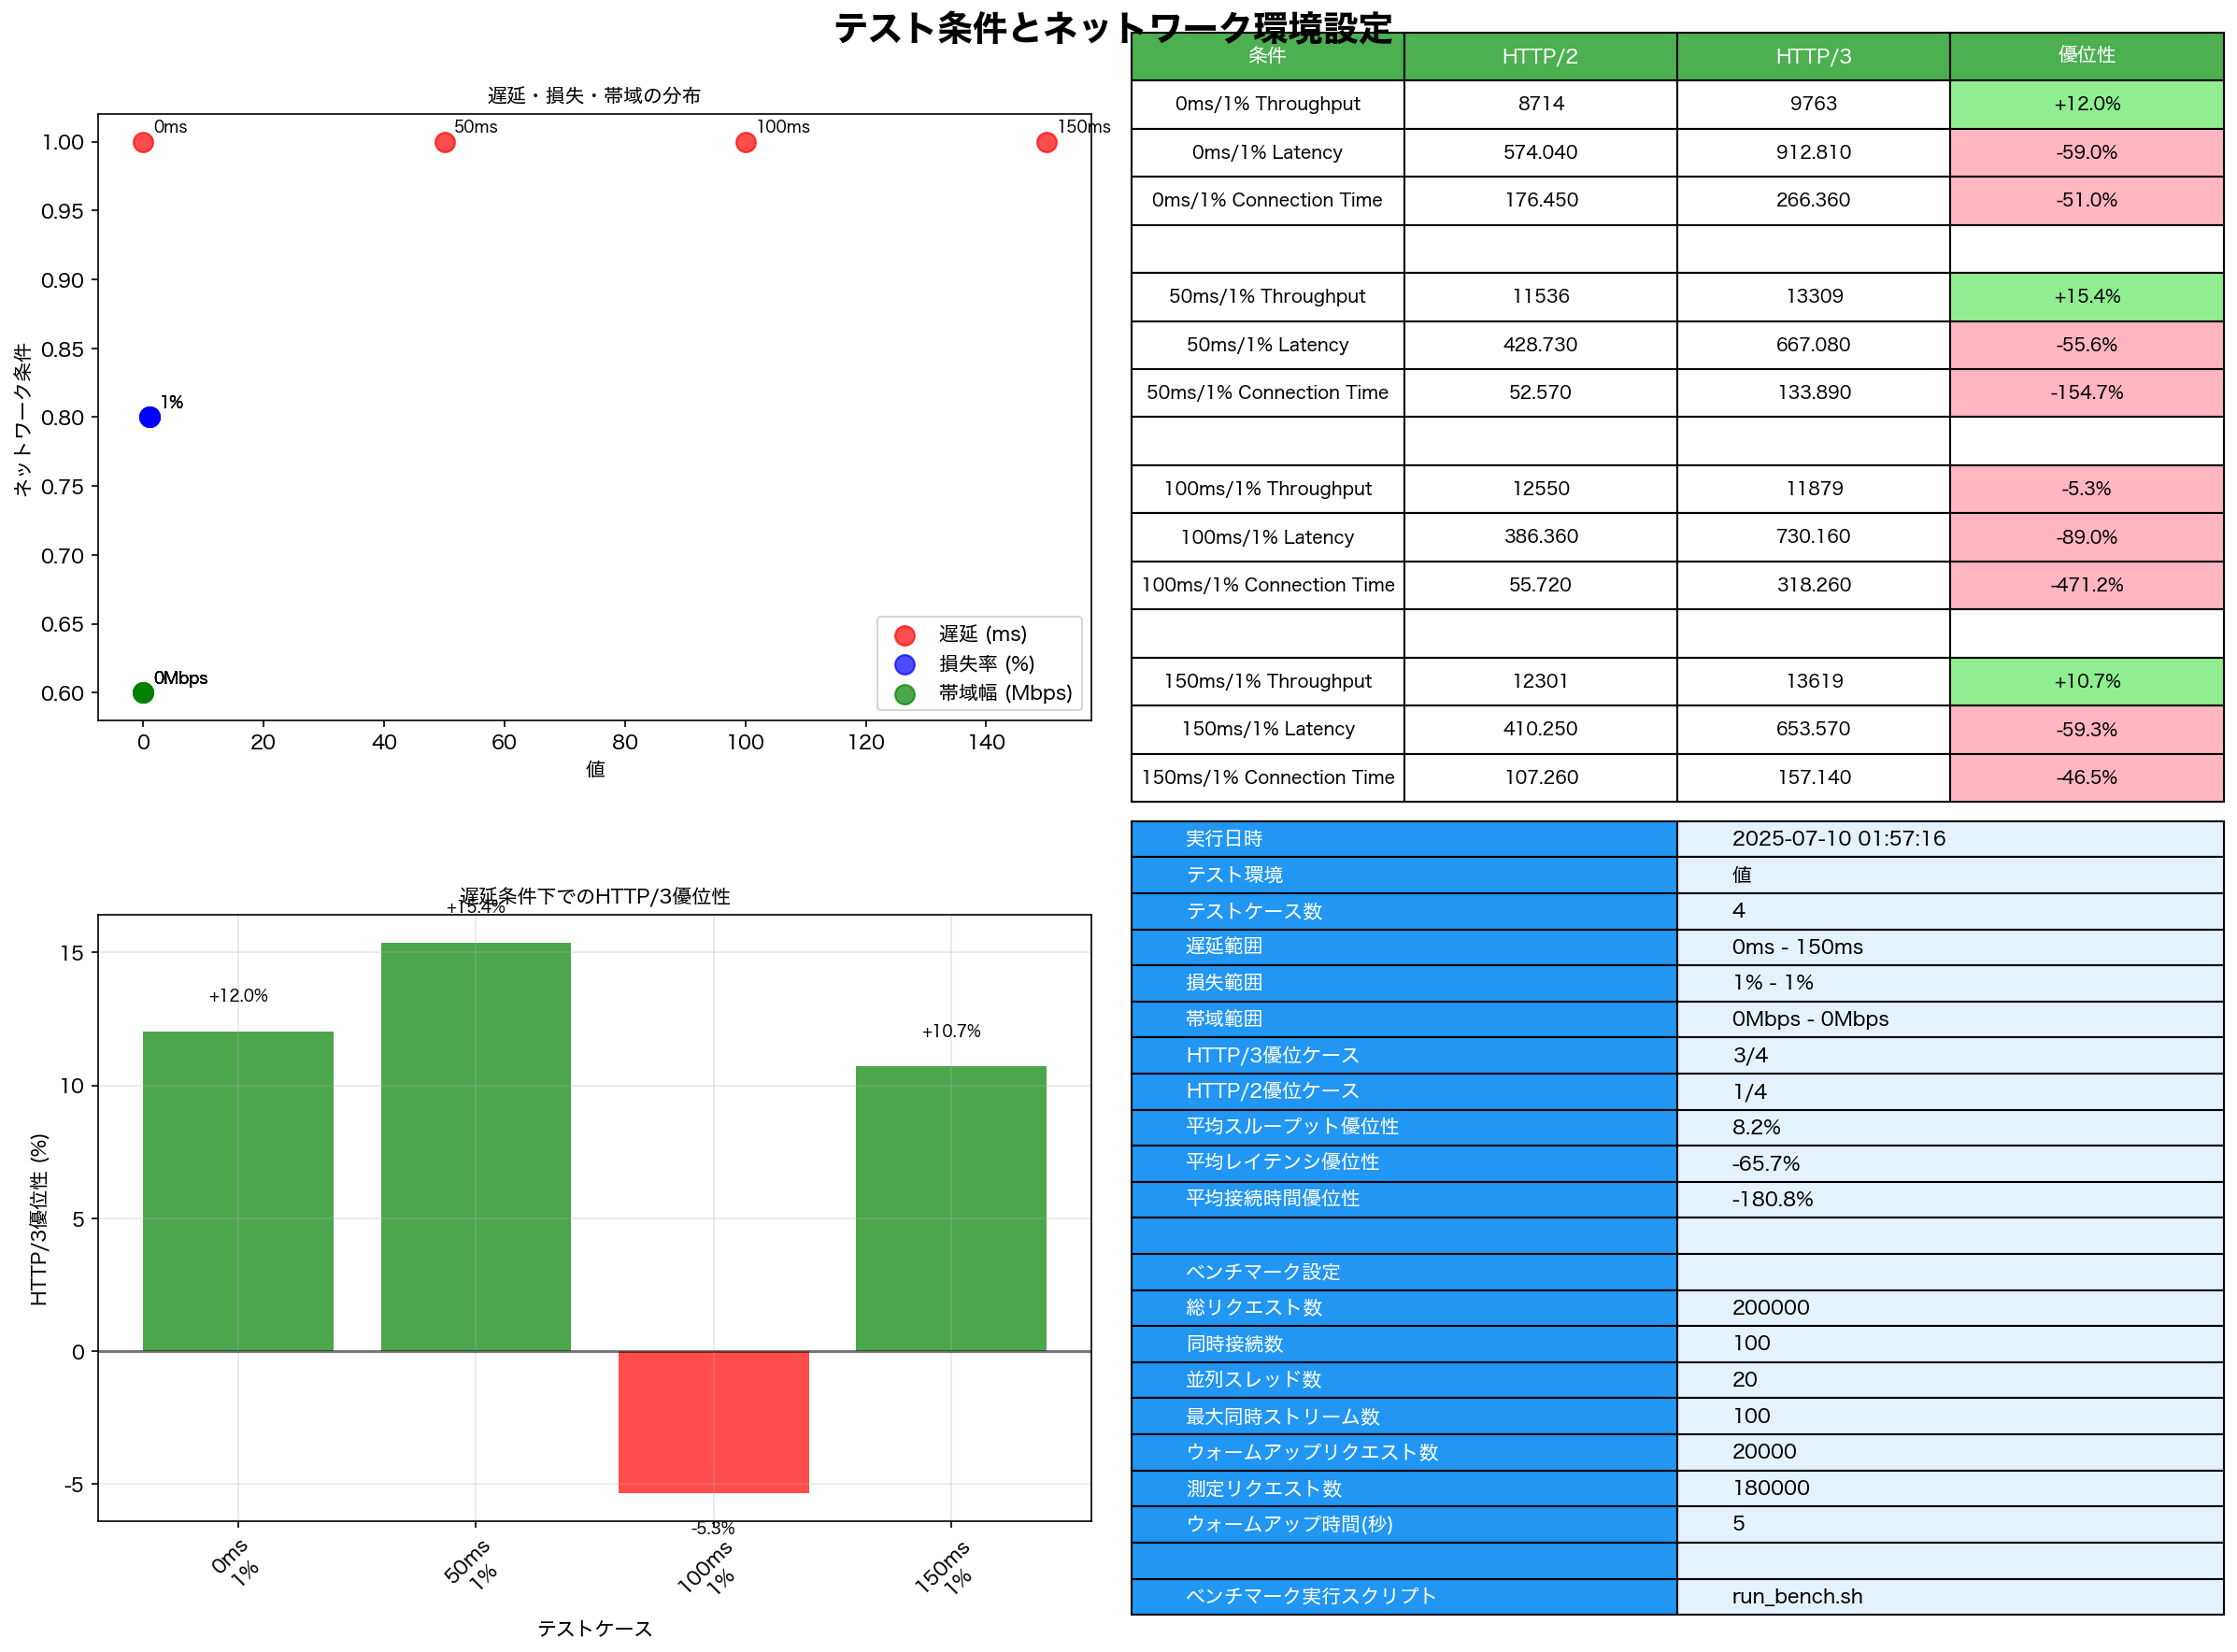 テスト条件とネットワーク環境設定
遅延・損失・帯域の分布
ネットワーク条件
1.00
0.95
0.90
0.85
0.80
0.75
0.70
0.65
0.60
0ms
50ms
100ms
150ms
1%
0Mbps
遅延 (ms)
損失率 (%)
帯域幅 (Mbps)
0 20 40 60 80 100 120 140
値
条件 HTTP/2 HTTP/3 優位性
0ms/1% Throughput 8714 9763 +12.0%
0ms/1% Latency 574.040 912.810 -59.0%
0ms/1% Connection Time 176.450 266.360 -51.0%
50ms/1% Throughput 11536 13309 +15.4%
50ms/1% Latency 428.730 667.080 -55.6%
50ms/1% Connection Time 52.570 133.890 -154.7%
100ms/1% Throughput 12550 11879 -5.3%
100ms/1% Latency 386.360 730.160 -89.0%
100ms/1% Connection Time 55.720 318.260 -471.2%
150ms/1% Throughput 12301 13619 +10.7%
150ms/1% Latency 410.250 653.570 -59.3%
150ms/1% Connection Time 107.260 157.140 -46.5%
遅延条件下でのHTTP/3優位性
HTTP/3優位性 (%)
15
10
5
0
-5
+12.0%
+15.4%
-5.3%
+10.7%
0ms
1%
50ms
1%
100ms
1%
150ms
1%
テストケース
実行日時 2025-07-10 01:57:16
テスト環境 値
テストケース数 4
遅延範囲 0ms - 150ms
損失範囲 1% - 1%
帯域範囲 0Mbps - 0Mbps
HTTP/3優位ケース 3/4
HTTP/2優位ケース 1/4
平均スループット優位性 8.2%
平均レイテンシ優位性 -65.7%
平均接続時間優位性 -180.8%
ベンチマーク設定
総リクエスト数 200000
同時接続数 100
並列スレッド数 20
最大同時ストリーム数 100
ウォームアップリクエスト数 20000
測定リクエスト数 180000
ウォームアップ時間(秒) 5
ベンチマーク実行スクリプト run_bench.sh